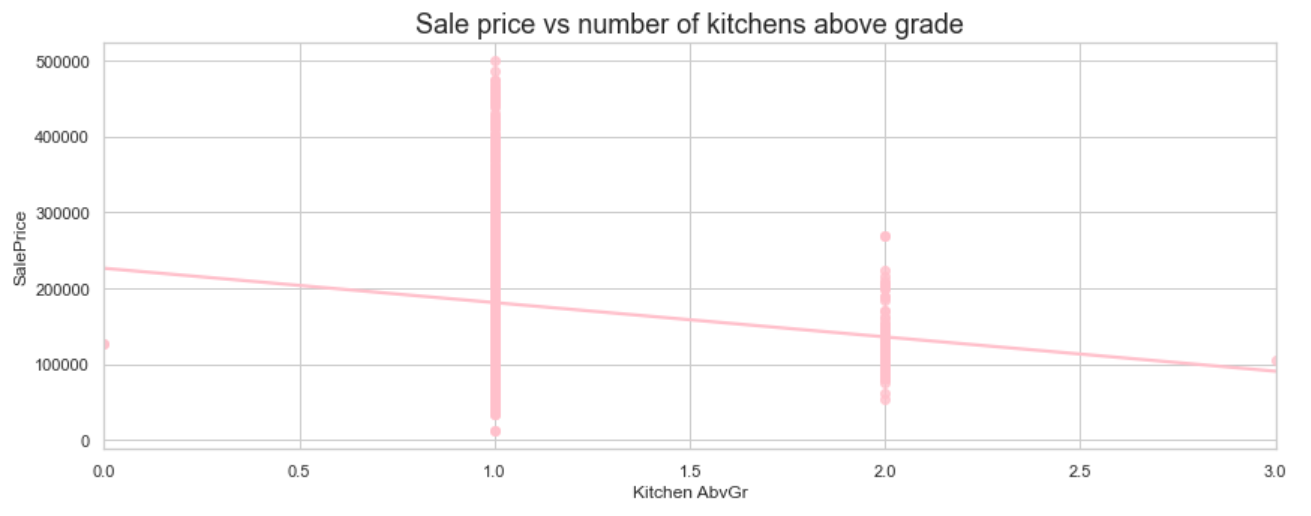 Sale price vs number of kitchens above grade
500000
400000
300000
200000
100000
0
SalePrice
0.0 0.5 1.0 1.5 2.0 2.5 3.0
Kitchen AbvGr